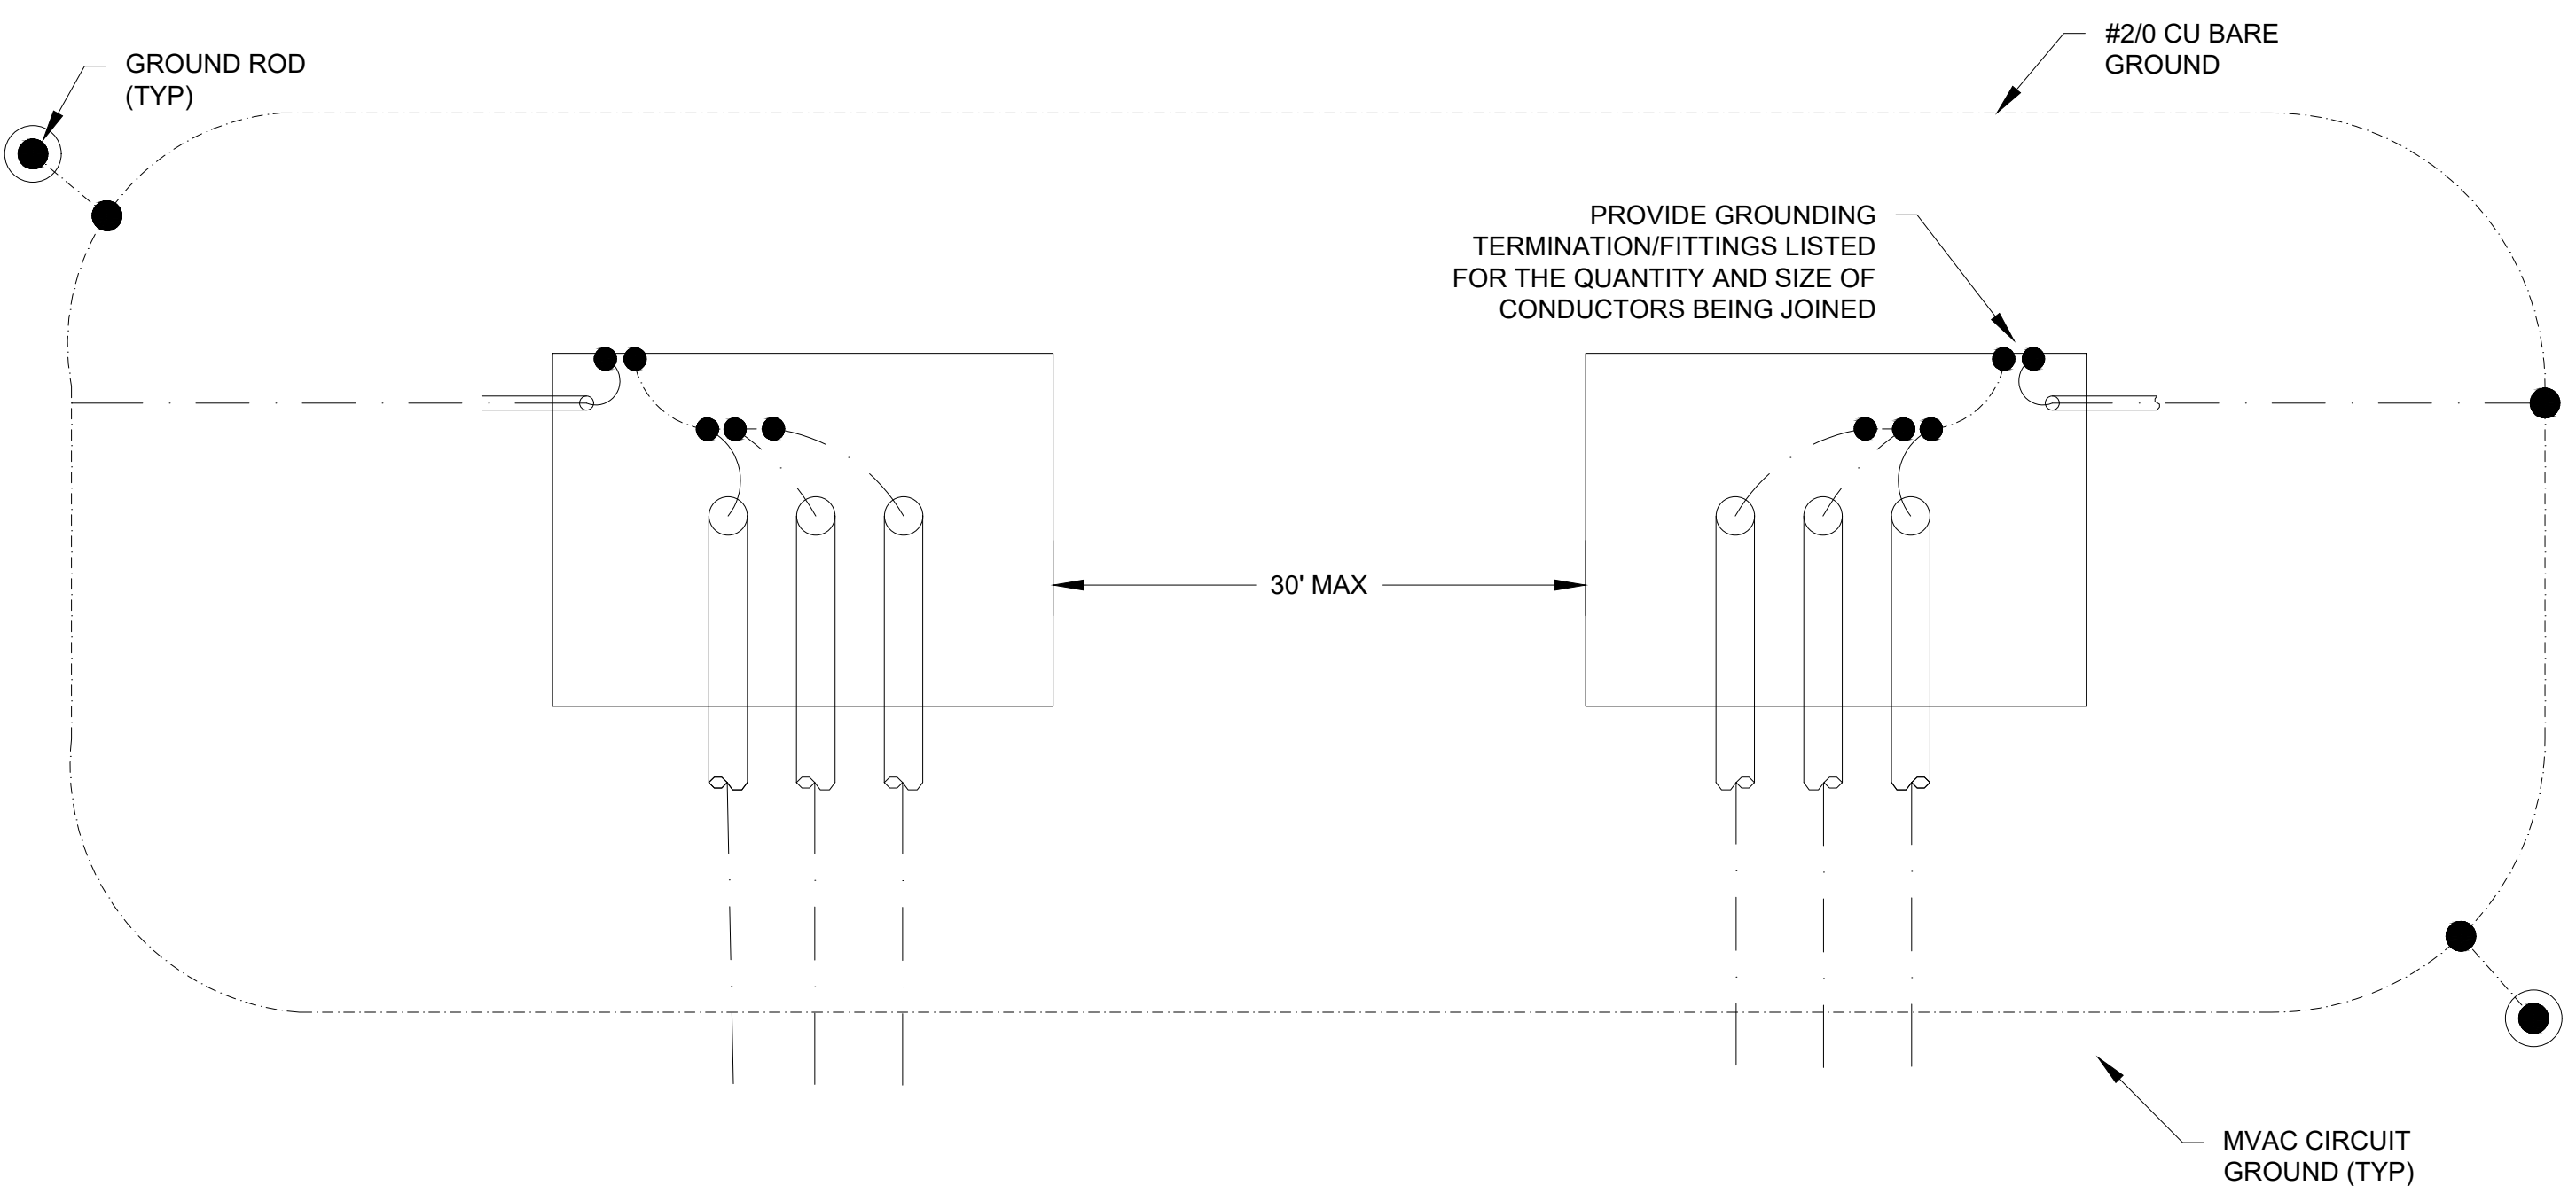 GROUND ROD
(TYP)
#2/0 CU BARE
GROUND
PROVIDE GROUNDING
TERMINATION/FITTINGS LISTED
FOR THE QUANTITY AND SIZE OF
CONDUCTORS BEING JOINED
30' MAX
MVAC CIRCUIT
GROUND (TYP)